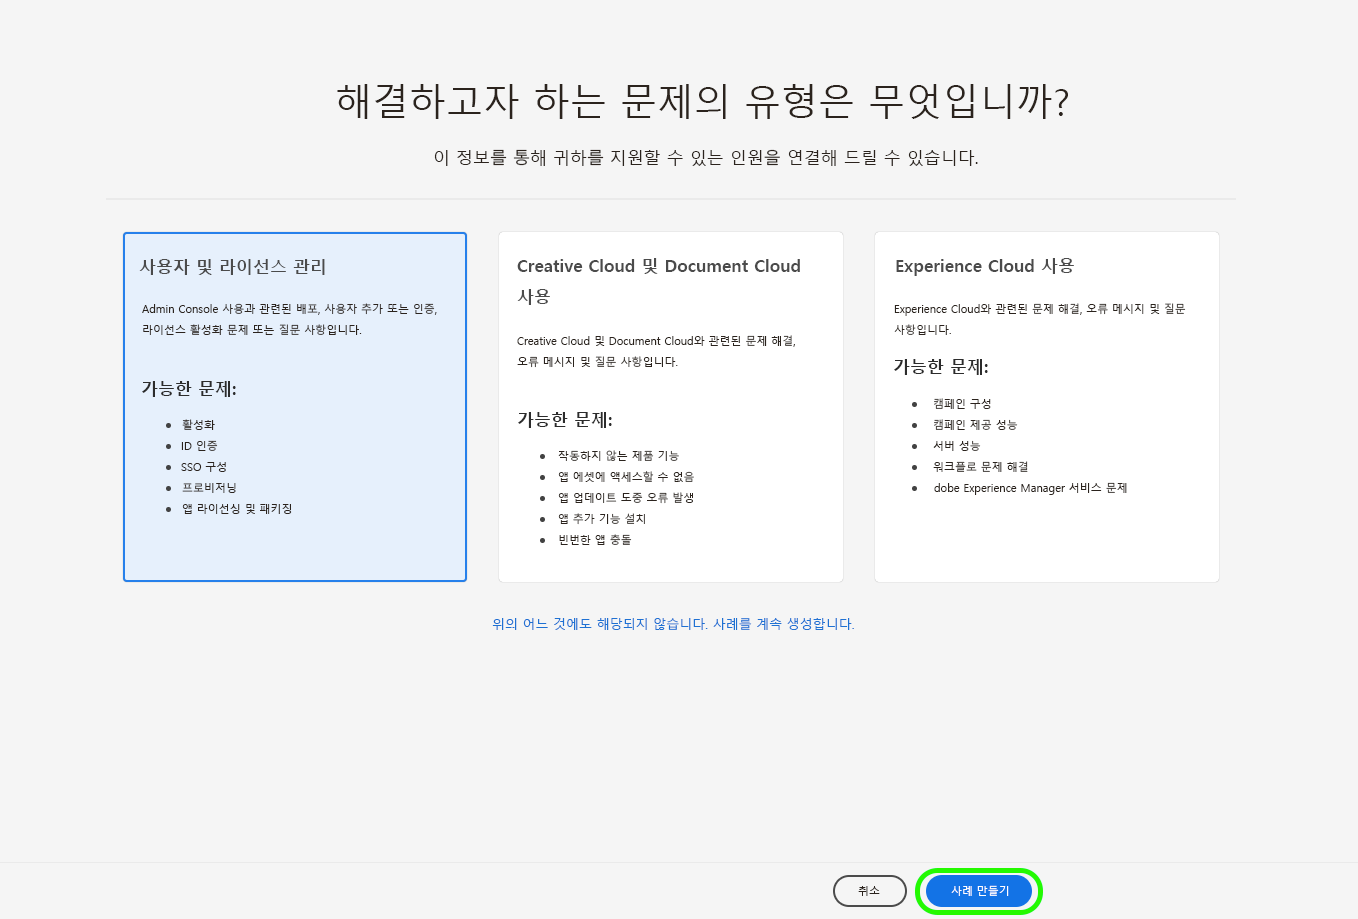 해결하고자 하는 문제의 유형은 무엇입니까?
이 정보를 통해 귀하를 지원할 수 있는 인원을 연결해 드릴 수 있습니다.
사용자 및 라이선스 관리
Admin Console 사용과 관련된 배포, 사용자 추가 또는 인증,
라이선스 활성화 문제 또는 질문 사항입니다.
가능한 문제:
활성화
ID 인증
SSO 구성
프로비저닝
앱 라이선싱 및 패키징
Creative Cloud 및 Document Cloud
사용
Creative Cloud 및 Document Cloud와 관련된 문제 해결,
오류 메시지 및 질문 사항입니다.
가능한 문제:
작동하지 않는 제품 기능
앱 에셋에 액세스할 수 없음
앱 업데이트 도중 오류 발생
앱 추가 기능 설치
빈번한 앱 충돌
Experience Cloud 사용
Experience Cloud와 관련된 문제 해결, 오류 메시지 및 질문
사항입니다.
가능한 문제:
캠페인 구성
캠페인 제공 성능
서버 성능
워크플로 문제 해결
dobe Experience Manager 서비스 문제
위의 어느 것에도 해당되지 않습니다. 사례를 계속 생성합니다.
취소
사례 만들기